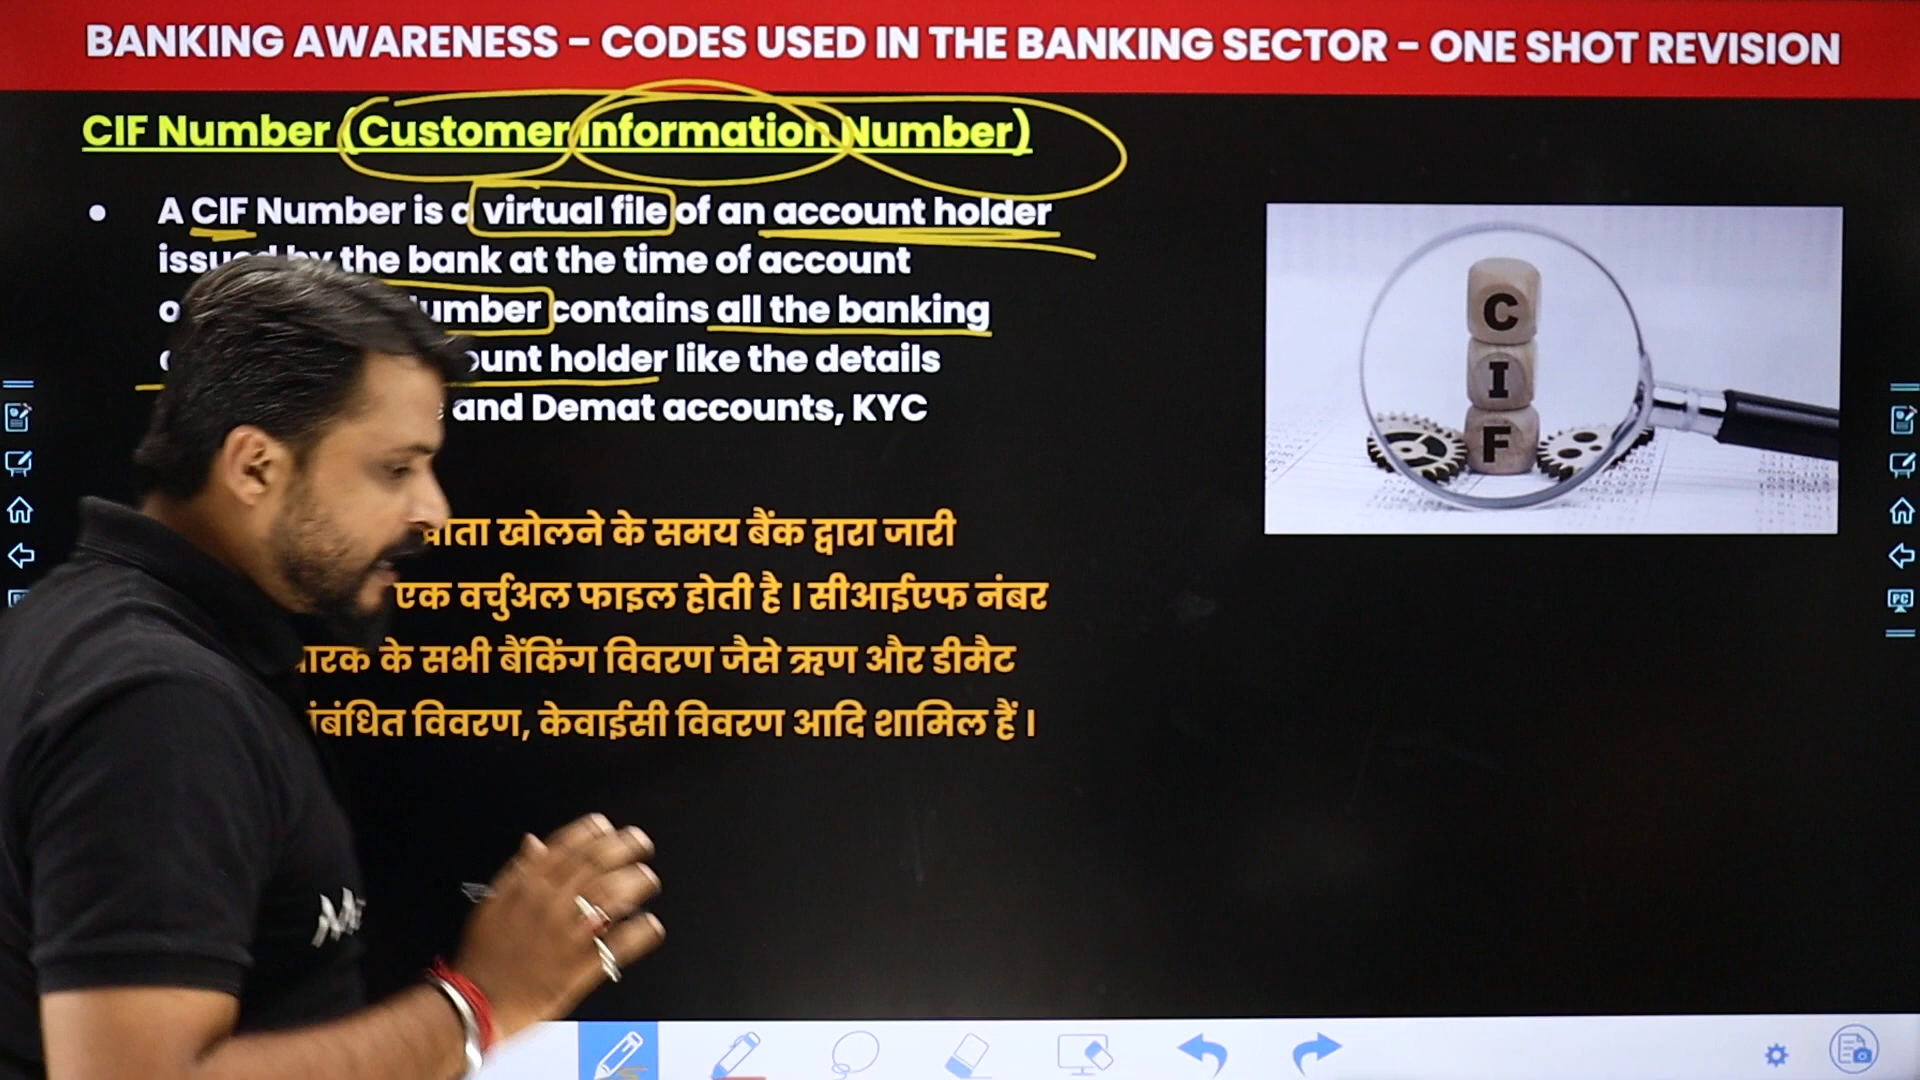 BANKING AWARENESS - CODES USED IN THE BANKING SECTOR - ONE SHOT REVISION
CIF Number (Customer Information Number)
A CIF Number is a virtual file of an account holder
issued by the bank at the time of account
contains all the banking
holder like the details
and Demat accounts, KYC
C
I
F
खोलने के समय बैंक द्वारा जारी
एक वर्चुअल फाइल होती है । सीआईएफ नंबर
के सभी बैंकिंग विवरण जैसे ऋण और डीमैट
विवरण, केवाईसी विवरण आदि शामिल हैं ।
PC